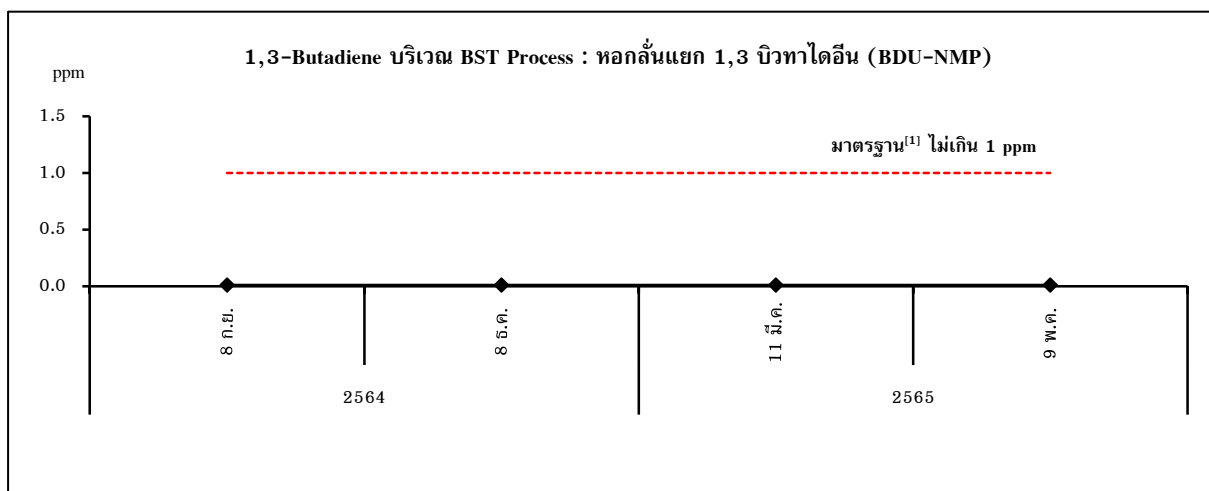 1,3-Butadiene บริเวณ BST Process : หอกลั่นแยก 1,3 บิวทาไดอีน (BDU-NMP)
ppm
1.5
มาตรฐาน[1] ไม่เกิน 1 ppm
1.0
0.5
0.0
8 ก.ย.
8 ธ.ค.
11 มี.ค.
9 พ.ค.
2564
2565